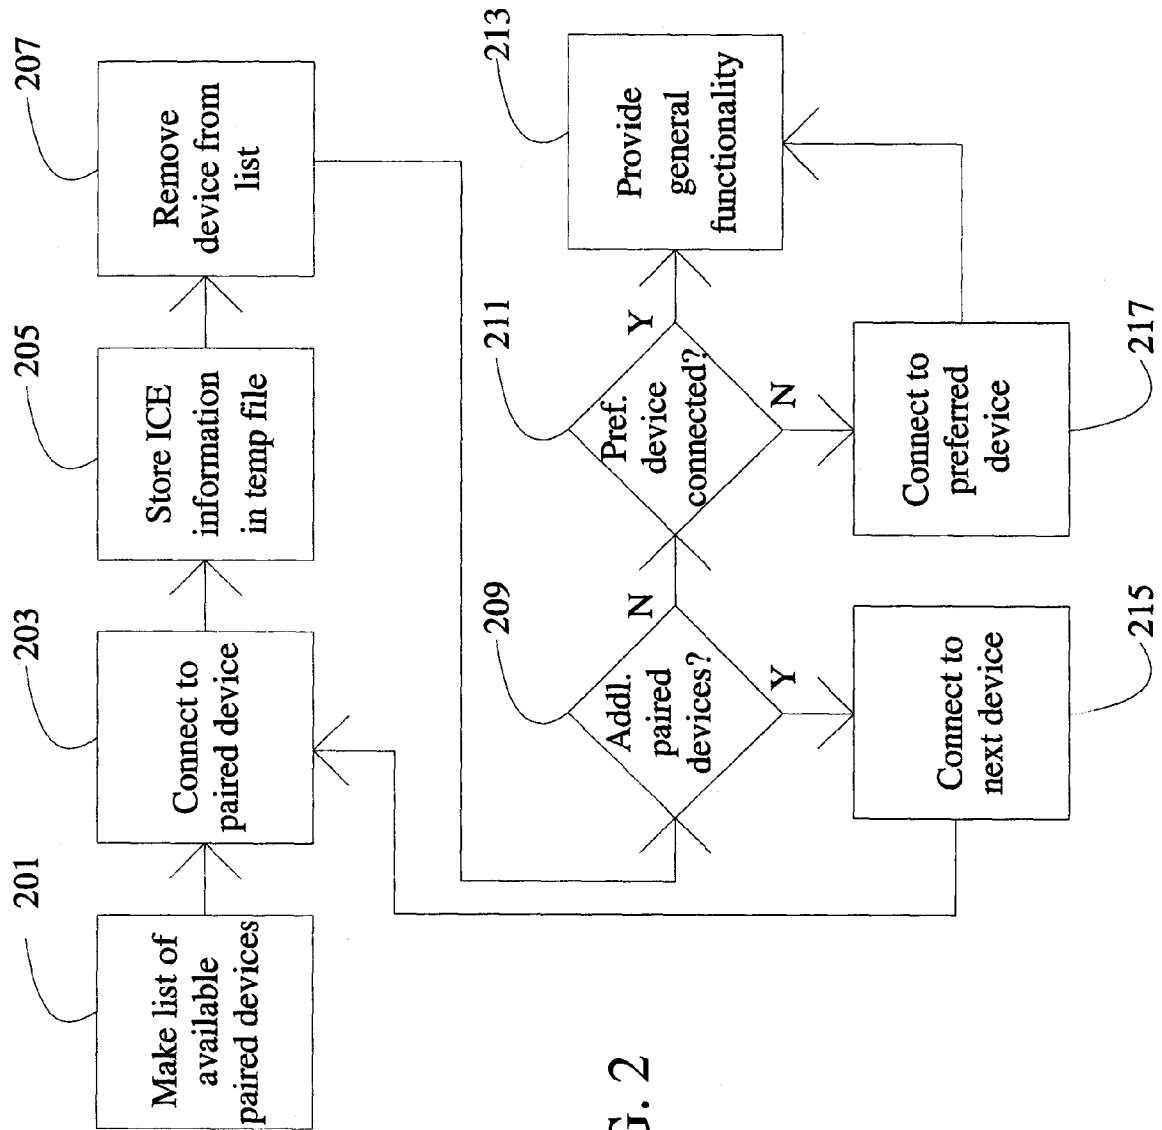 201
Make list of
available
paired devices
203
Connect to
paired device
205
Store ICE
information
in temp file
207
Remove
device from
list
209
Addl.
paired
devices?
N
Y
211
Pref.
device
connected?
Y
N
213
Provide
general
functionality
215
Connect to
next device
217
Connect to
preferred
device
G. 2